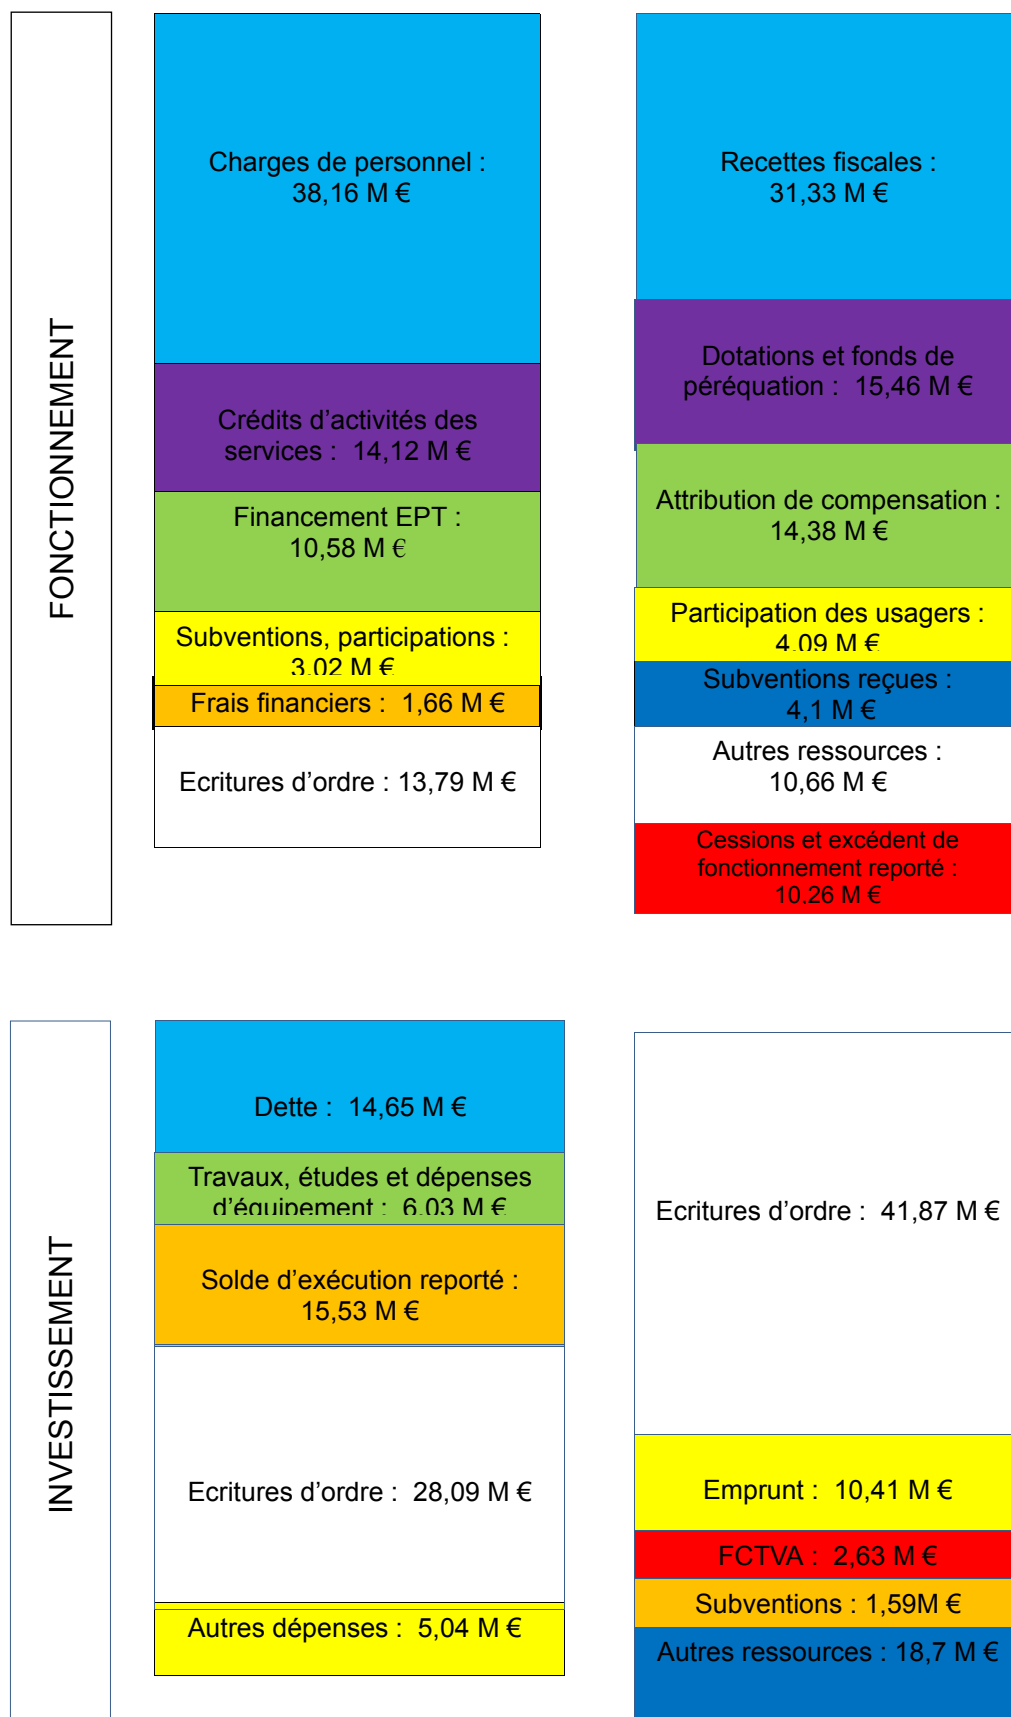 FONCTIONNEMENT
Charges de personnel :
38,16 M €
Crédits d’activités des
services : 14,12 M €
Financement EPT :
10,58 M €
Subventions, participations :
3,02 M €
Frais financiers : 1,66 M €
Ecritures d’ordre : 13,79 M €
Recettes fiscales :
31,33 M €
Dotations et fonds de
péréquation : 15,46 M €
Attribution de compensation :
14,38 M €
Participation des usagers :
4,09 M €
Subventions reçues :
4,1 M €
Autres ressources :
10,66 M €
Cessions et excédent de
fonctionnement reporté :
10,26 M €
INVESTISSEMENT
Dette : 14,65 M €
Travaux, études et dépenses
d’équipement : 6,03 M €
Solde d’exécution reporté :
15,53 M €
Ecritures d’ordre : 28,09 M €
Autres dépenses : 5,04 M €
Ecritures d’ordre : 41,87 M €
Emprunt : 10,41 M €
FCTVA : 2,63 M €
Subventions : 1,59M €
Autres ressources : 18,7 M €